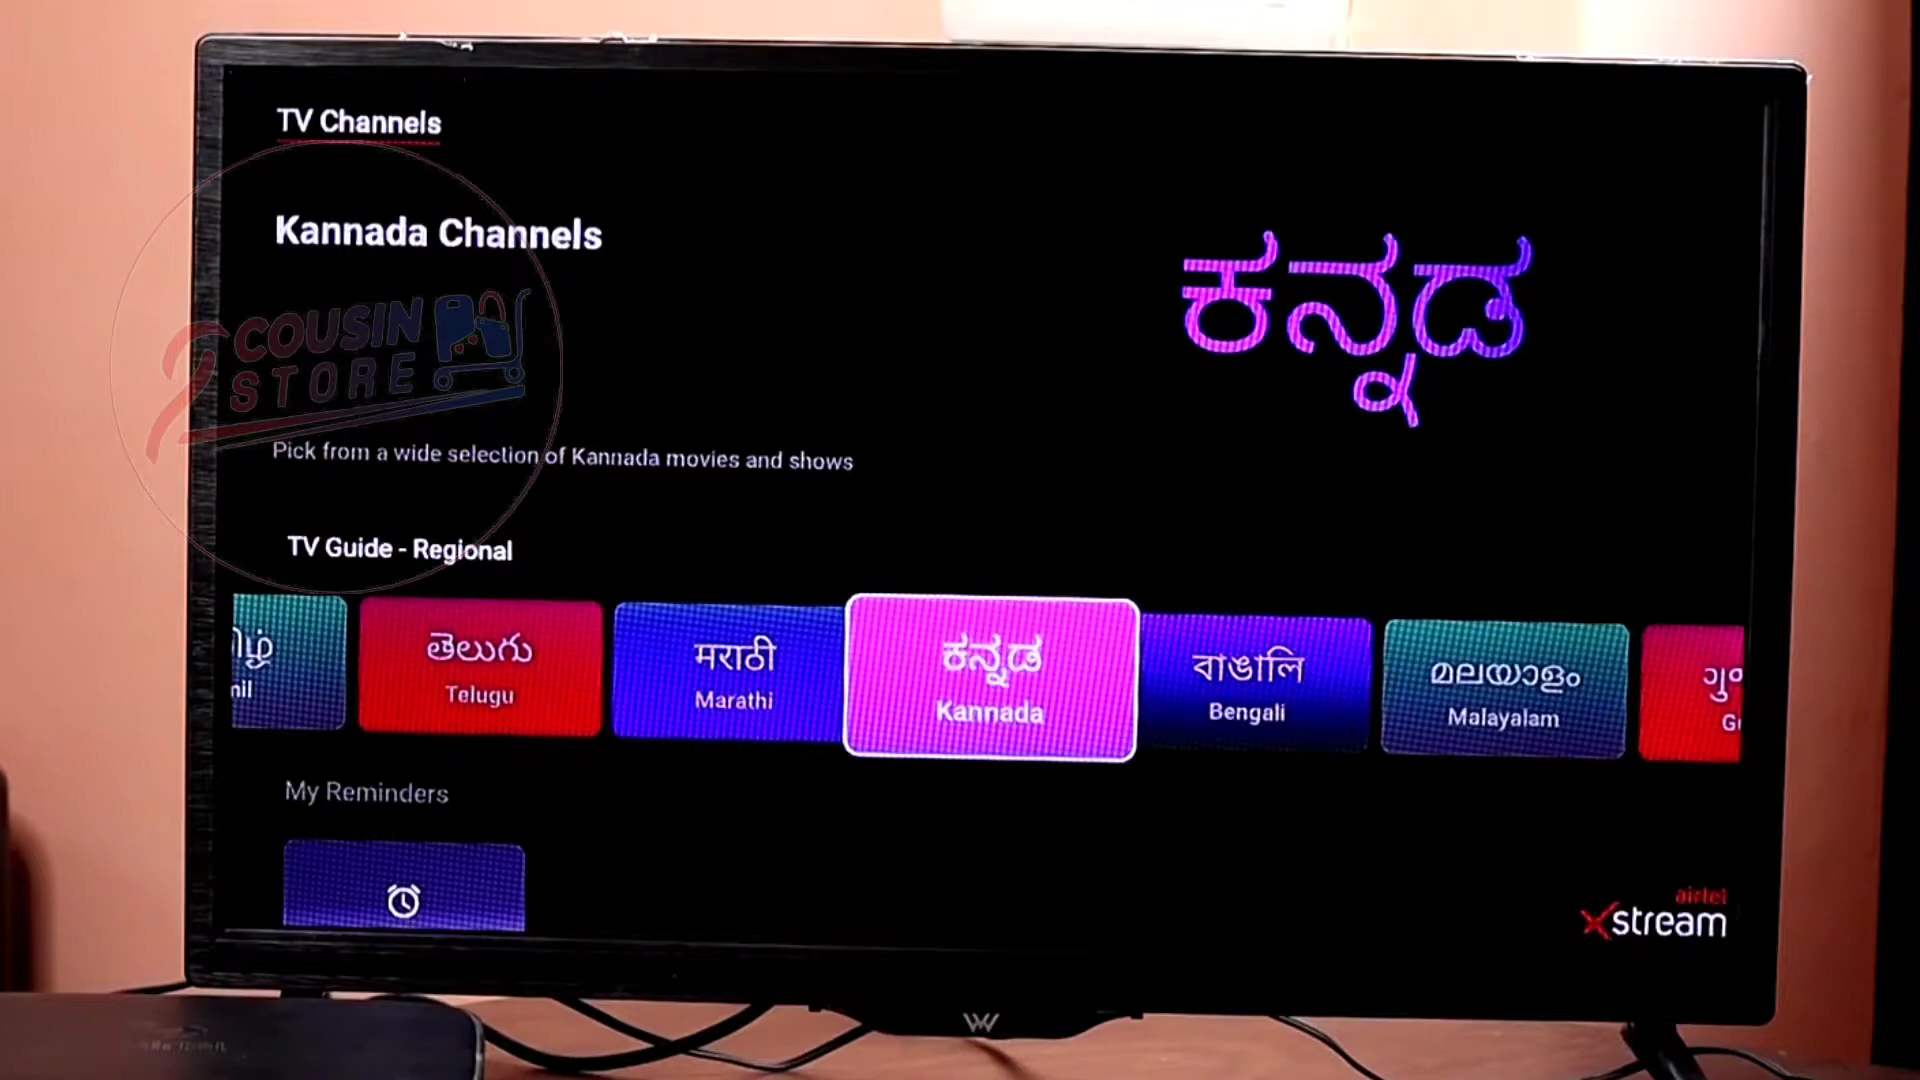 TV Channels
Kannada Channels
ಕನ್ನಡ
2 COUSIN
STORE
Pick from a wide selection of Kannada movies and shows
TV Guide - Regional
తెలుగు
Telugu
मराठी
Marathi
ಕನ್ನಡ
Kannada
বাঙালি
Bengali
മലയാളം
Malayalam
My Reminders
airtel
xstream
W